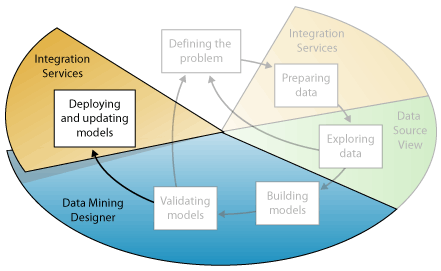 Defining the
problem
Integration
Services
Preparing
data
Data
Source
View
Exploring
data
Building
models
Validating
models
Data Mining
Designer
Deploying
and updating
models
Integration
Services